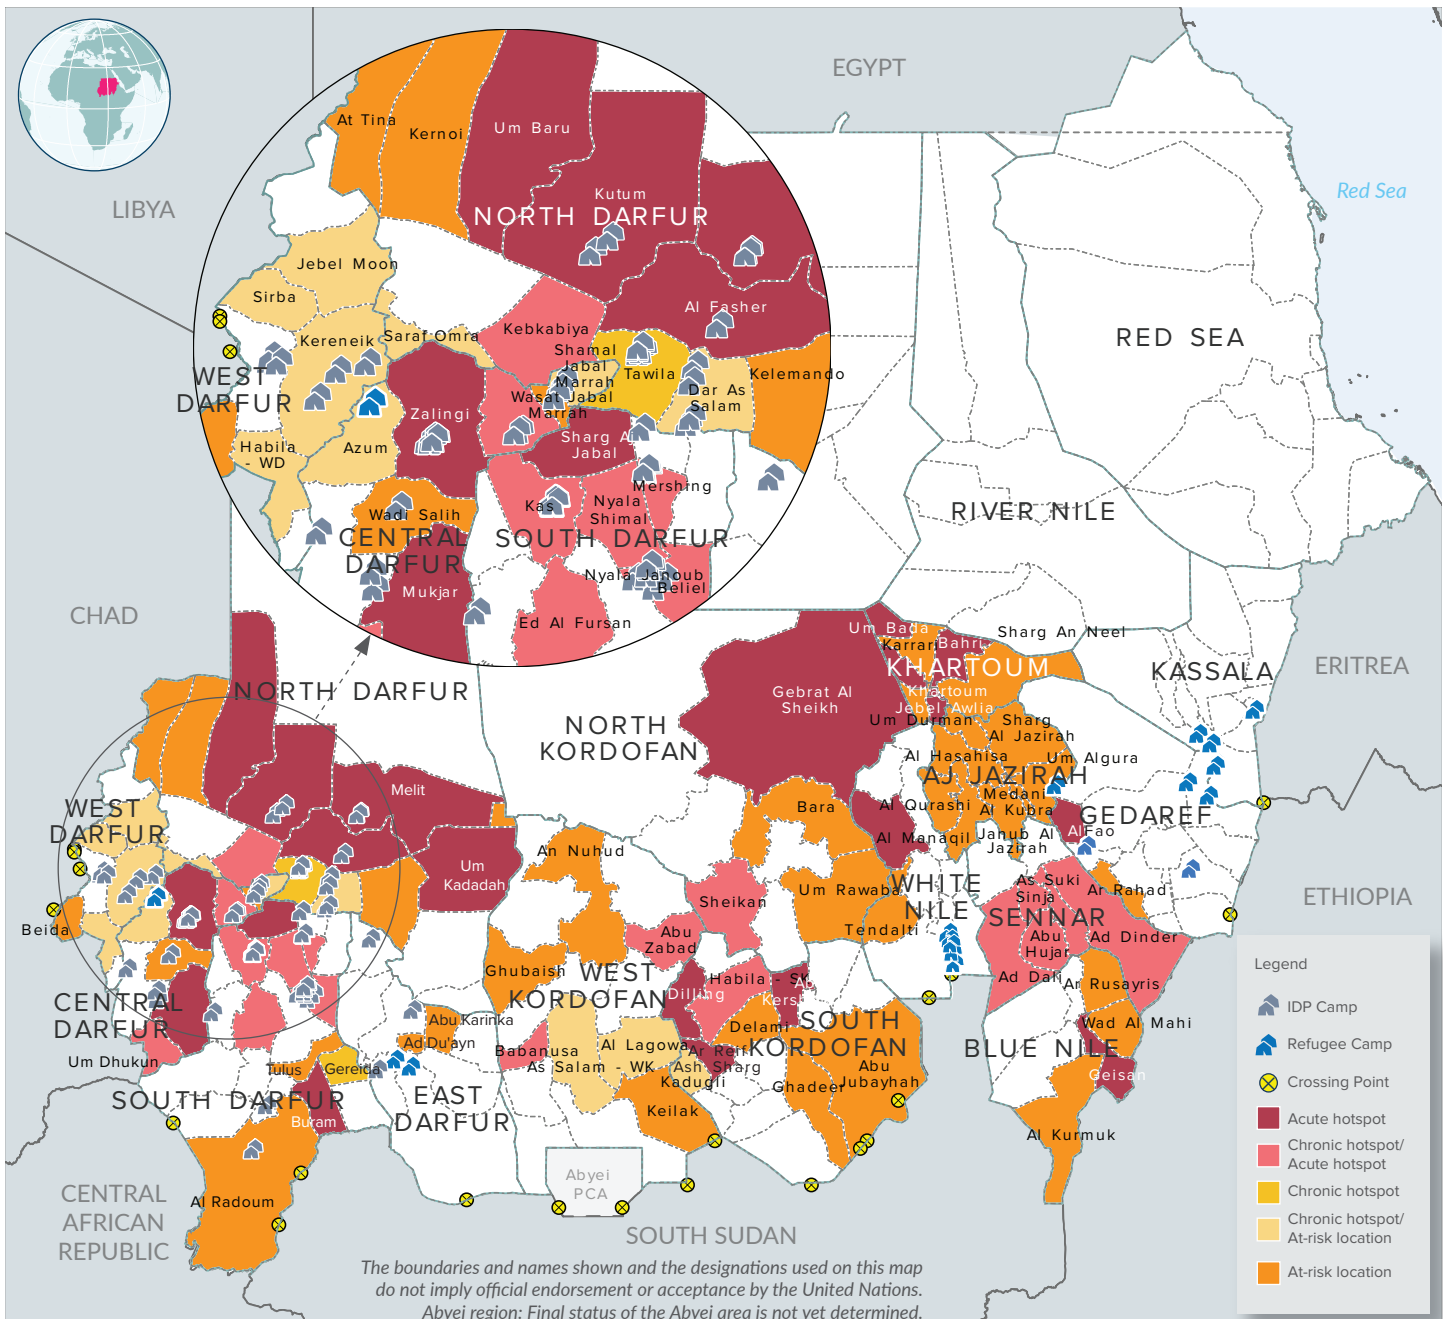 EGYPT
LIBYA
Red Sea
At Tina
Kernoi
Um Baru
Kutum
NORTH DARFUR
Jebel Moon
Sirba
Al Fasher
Kereneik
Saraf Omra
Kebkabiya
Shamal
Jabal
Marrah
Tawila
Kelemando
RED SEA
WEST
DARFUR
Wasat Jabal
Marrah
Dar As
Salam
Zalingi
Habila
- WD
Azum
Sharg Aj
Jabal
Mershing
Kas
Nyala
Shimal
Wadi Salih
CENTRAL
DARFUR
SOUTH DARFUR
RIVER NILE
Nyala Janoub
Beliel
Mukjar
Ed Al Fursan
CHAD
Um Bada
Karrari
Bahri
Sharg An Neel
KHARTOUM
KASSALA
ERITREA
NORTH DARFUR
Gebrat Al
Sheikh
Khartoum
Jebel Awlia
Um Durman
Sharg
Al Jazirah
NORTH
KORDOFAN
Al Hasahisa
Um Algura
AJ JAZIRAH
Melit
Medani
Al Kubra
WEST
DARFUR
Bara
Al Qurashi
GEDAREF
Al Manaqil
Janub Al
Jazirah
Al Fao
An Nuhud
Um
Kadadah
Um Rawaba
WHITE
NILE
As Suki
Sinja
Ar Rahad
ETHIOPIA
Sheikan
SENNAR
Beida
Tendalti
Abu
Zabad
Abu
Hujar
Ad Dinder
Ghubaish
WEST
KORDOFAN
Habila - SK
Dilling
Ad Dali
Ar Rusayris
CENTRAL
DARFUR
Abu Karinka
Delami
SOUTH
KORDOFAN
Wad Al Mahi
Um Dhukun
Ad Du'ayn
Babanusa
Al Lagowa
As Salam - WK
Ar Reif
Ash Sharg
Kadugli
BLUE NILE
Tulus
Gereida
Ghadeer
Abu
Jubayhah
Geisan
SOUTH DARFUR
Buram
EAST
DARFUR
Keilak
Al Kurmuk
Abyei
PCA
Al Radoum
CENTRAL
AFRICAN
REPUBLIC
SOUTH SUDAN
The boundaries and names shown and the designations used on this map
do not imply official endorsement or acceptance by the United Nations.
Abyei region: Final status of the Abyei area is not yet determined.
Legend
IDP Camp
Refugee Camp
Crossing Point
Acute hotspot
Chronic hotspot/
Acute hotspot
Chronic hotspot
Chronic hotspot/
At-risk location
At-risk location